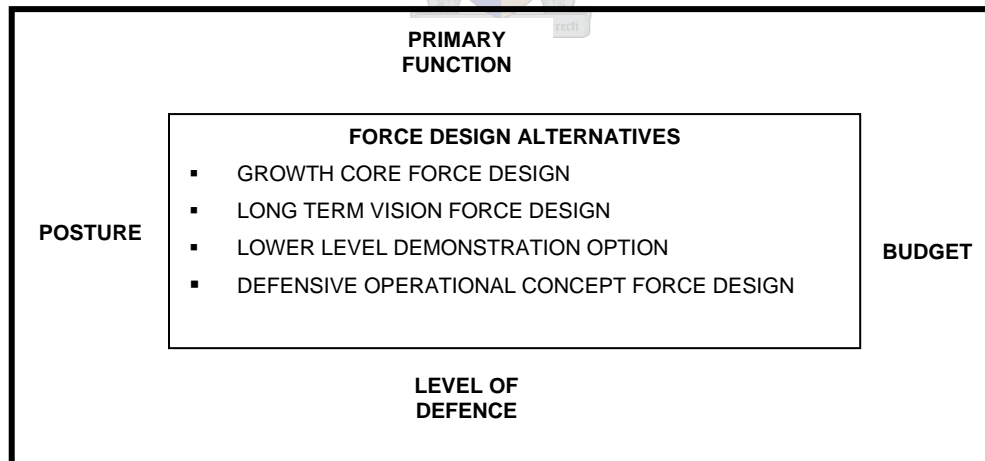 recti
PRIMARY
FUNCTION
FORCE DESIGN ALTERNATIVES
▪ GROWTH CORE FORCE DESIGN
▪ LONG TERM VISION FORCE DESIGN
▪ LOWER LEVEL DEMONSTRATION OPTION
▪ DEFENSIVE OPERATIONAL CONCEPT FORCE DESIGN
POSTURE
BUDGET
LEVEL OF
DEFENCE